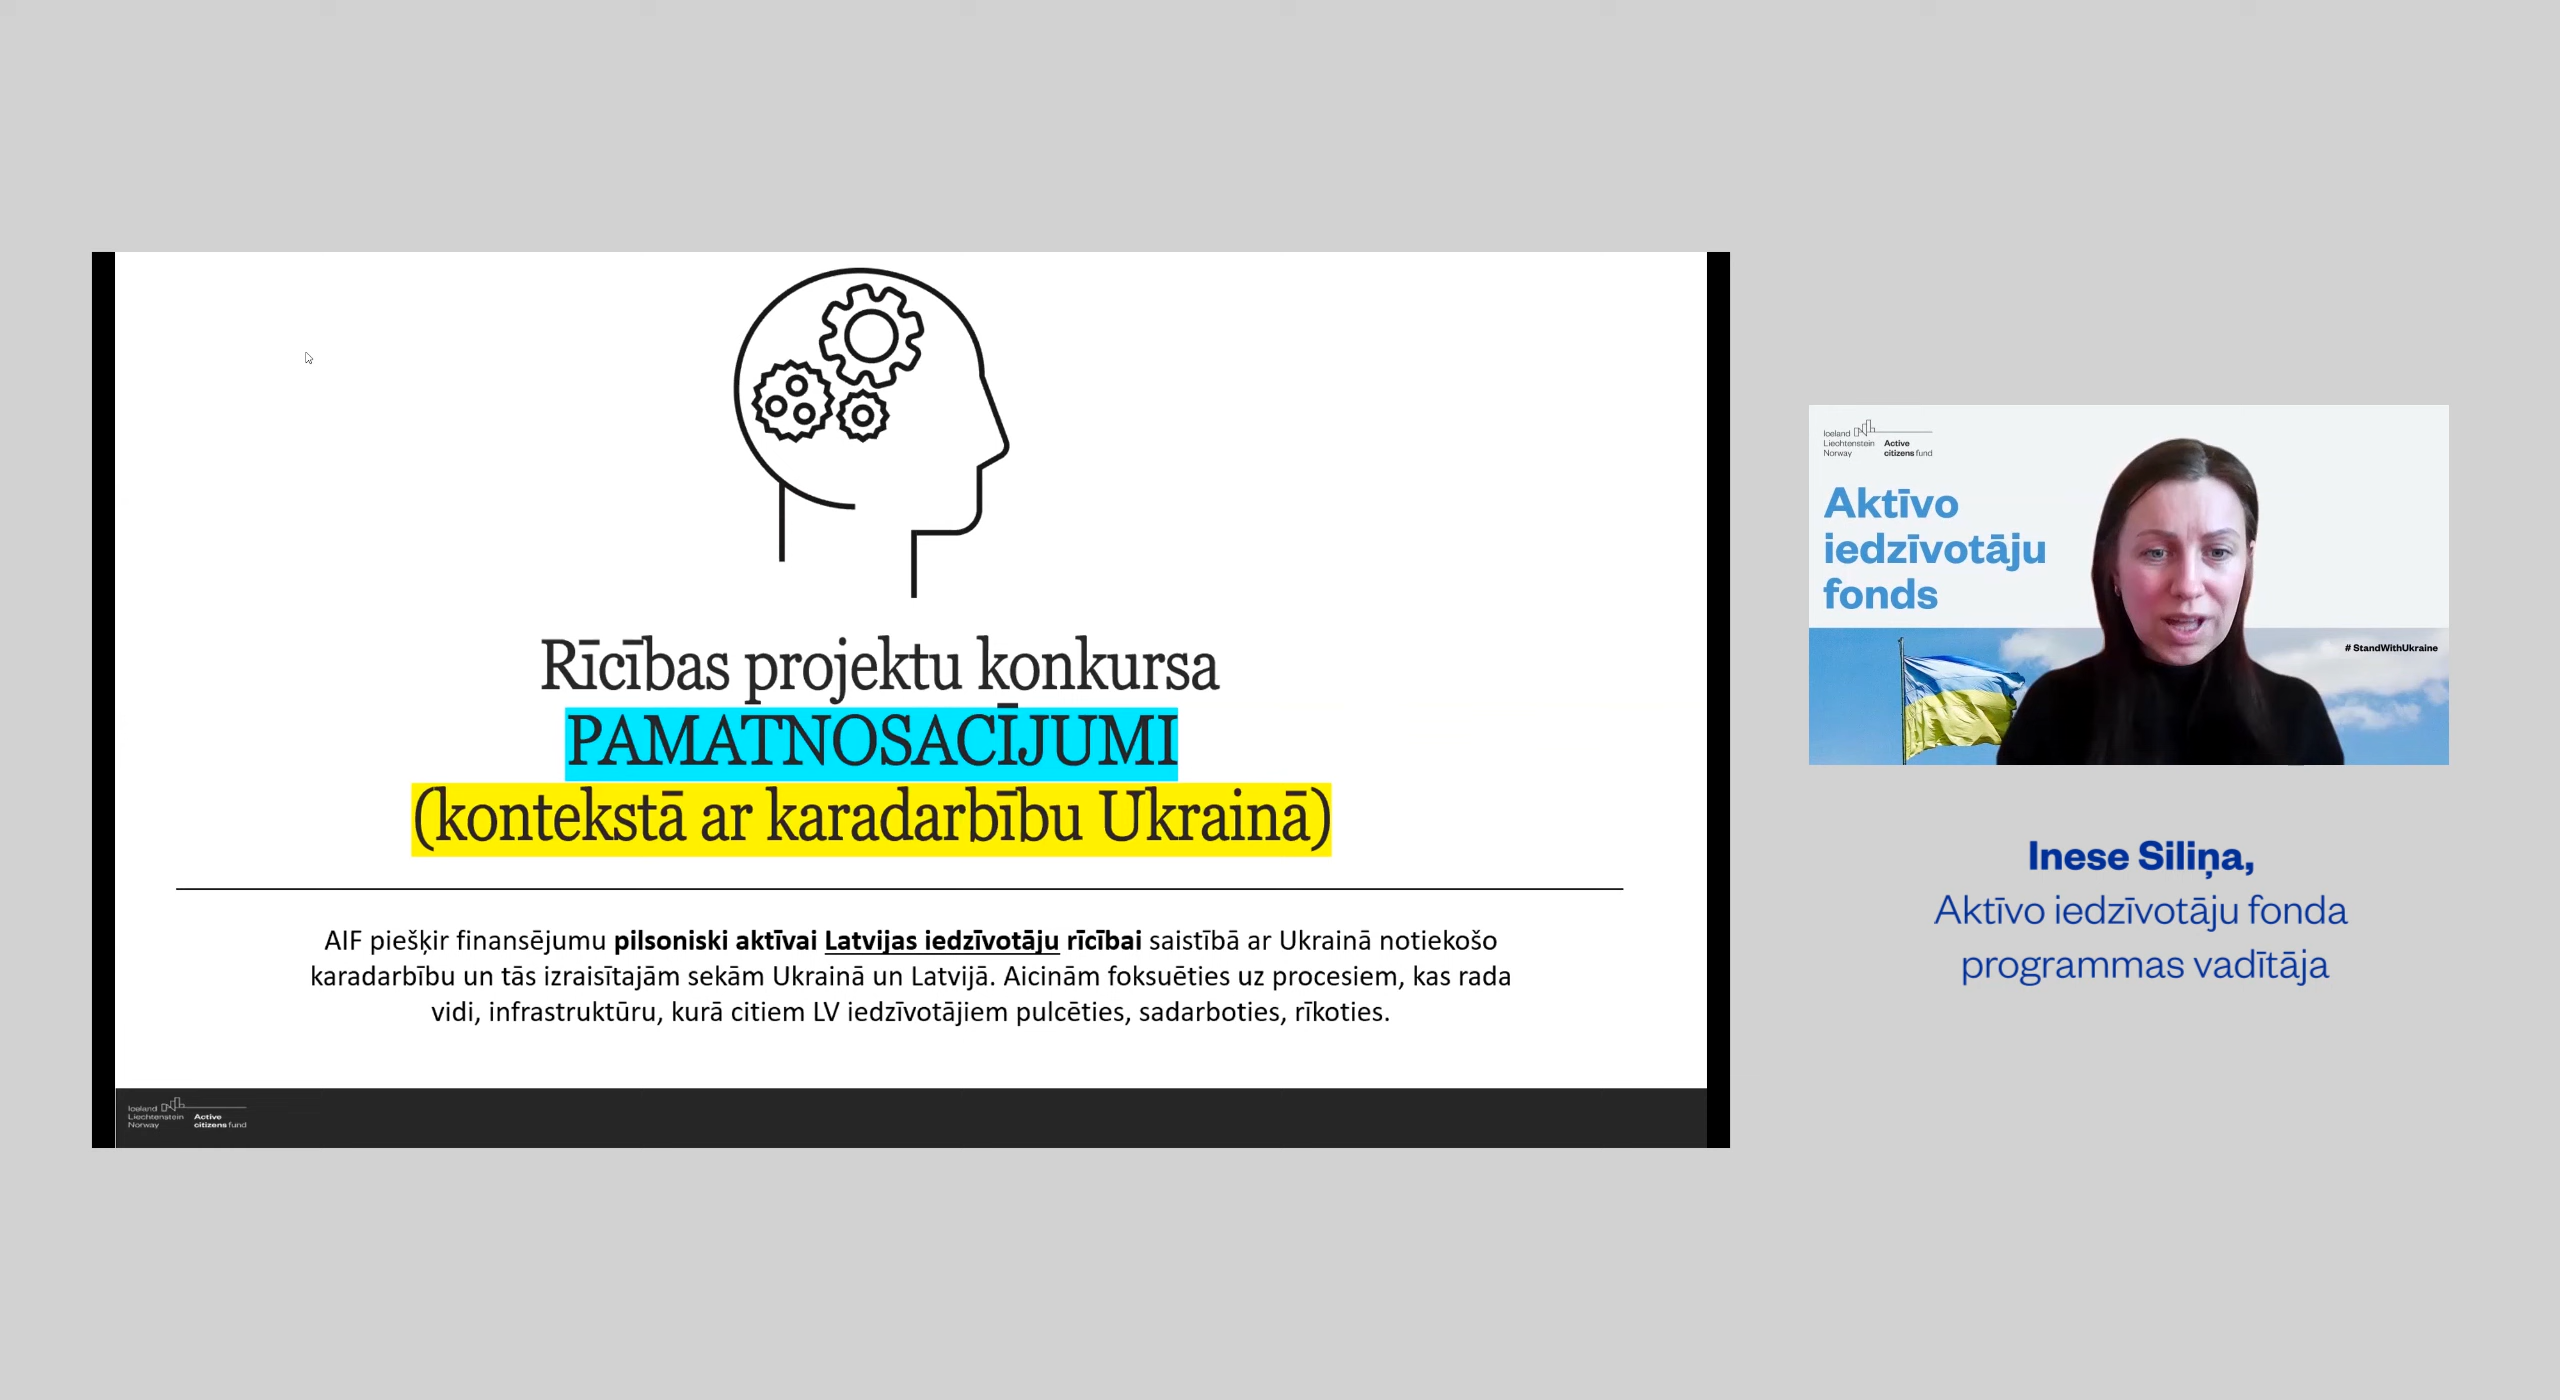 Rīcības projektu konkursa
PAMATNOSACĪJUMI
(kontekstā ar karadarbību Ukrainā)
AIF piešķir finansējumu pilsoniski aktīvai Latvijas iedzīvotāju rīcībai saistībā ar Ukrainā notiekošo
karadarbību un tās izraisītajām sekām Ukrainā un Latvijā. Aicinām foksuēties uz procesiem, kas rada
vidi, infrastruktūru, kurā citiem LV iedzīvotājiem pulcēties, sadarboties, rīkoties.
Iceland
Liechtenstein Active
Norway citizens fund
Iceland
Liechtenstein Active
Norway citizens fund
Aktīvo
iedzīvotāju
fonds
# StandWithUkraine
Inese Siliņa,
Aktīvo iedzīvotāju fonda
programmas vadītāja